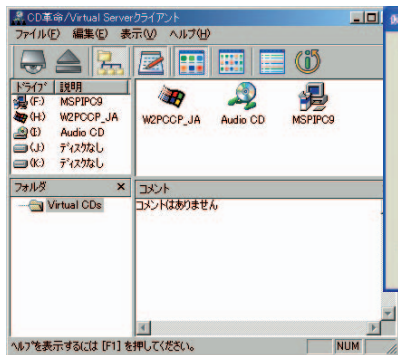 CD革命/Virtual Serverクライアント
ファイル(F) 編集(E) 表示(V) ヘルプ(H)
ドライブ 説明
(F:) MSPIPC9
(H:) W2PCCP_JA
(I:) Audio CD
(J:) ディスクなし
(K:) ディスクなし
W2PCCP_JA Audio CD MSPIPC9
フォルダ
Virtual CDs
コメント
コメントはありません
ヘルプを表示するには [F1] を押してください。
NUM